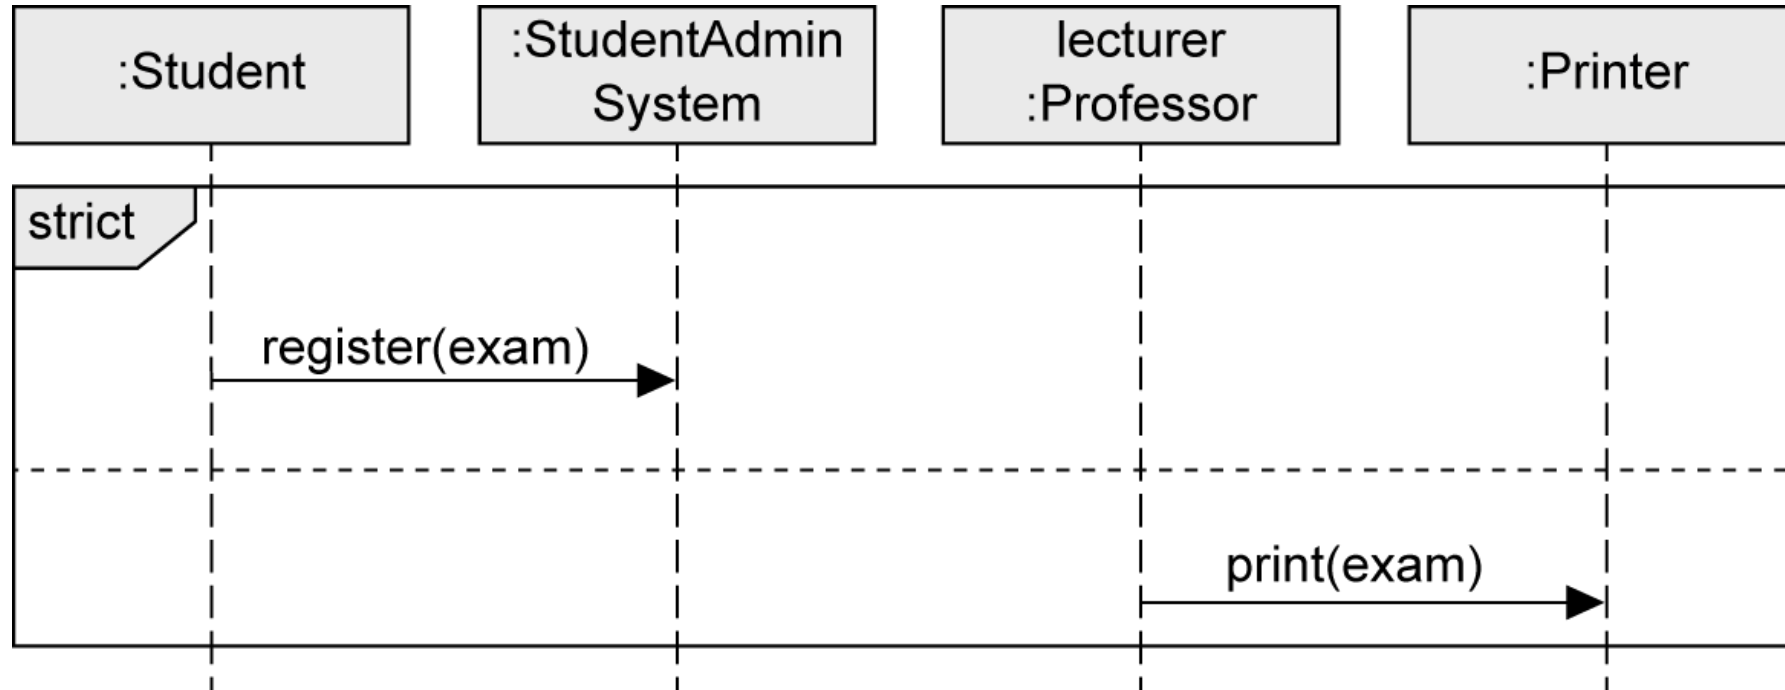 :Student
:StudentAdmin
System
lecturer
:Professor
:Printer
strict
register(exam)
print(exam)